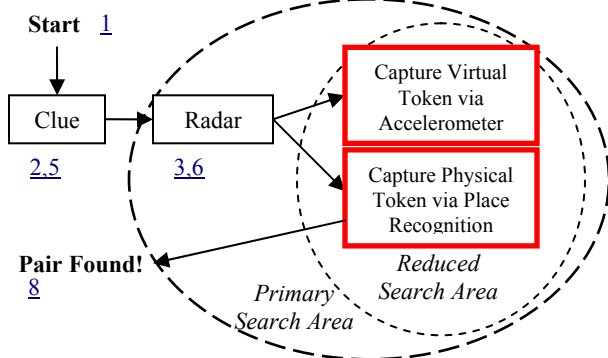 Start 1
Capture Virtual
Token via
Accelerometer
Clue
Radar
2,5
3,6
Capture Physical
Token via Place
Recognition
Pair Found!
8
Reduced
Search Area
Primary
Search Area